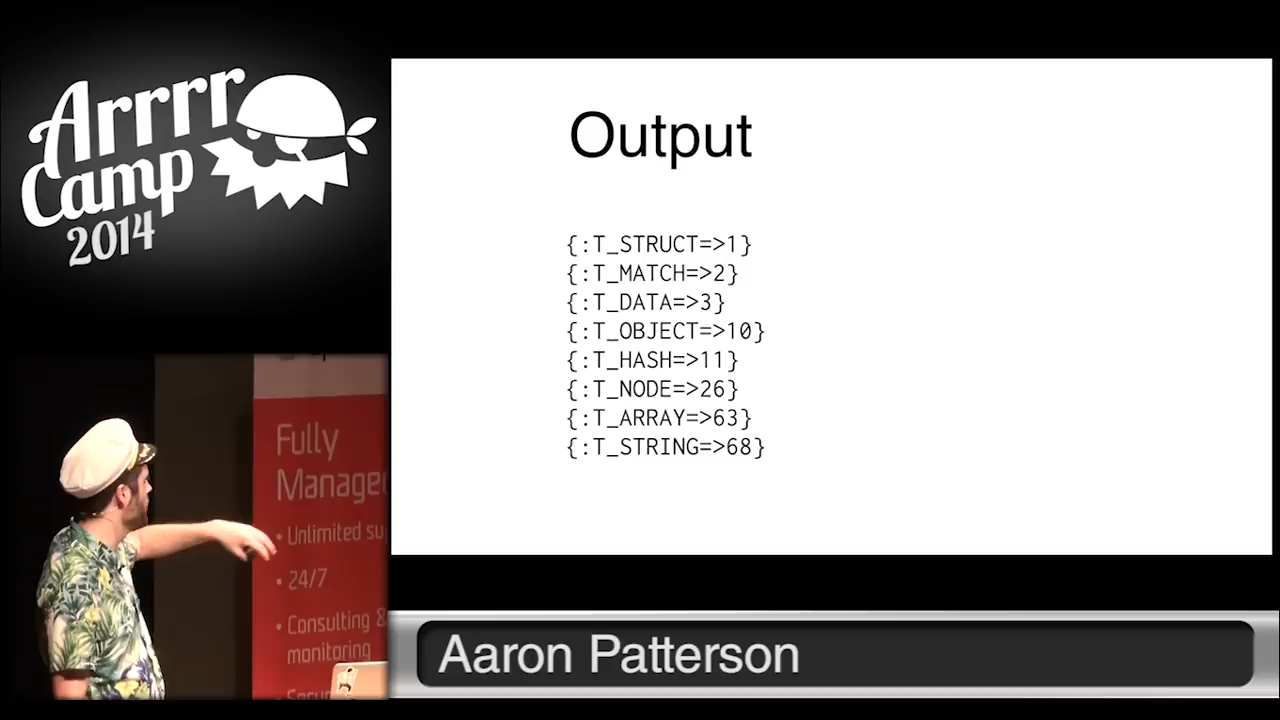 Arrrr
Camp
2014
Output
{:T_STRUCT=>1}
{:T_MATCH=>2}
{:T_DATA=>3}
{:T_OBJECT=>10}
{:T_HASH=>11}
{:T_NODE=>26}
{:T_ARRAY=>63}
{:T_STRING=>68}
Fully
Manage
• Unlimited su
• 24/7
• Consulting &
monitoring
Aaron Patterson